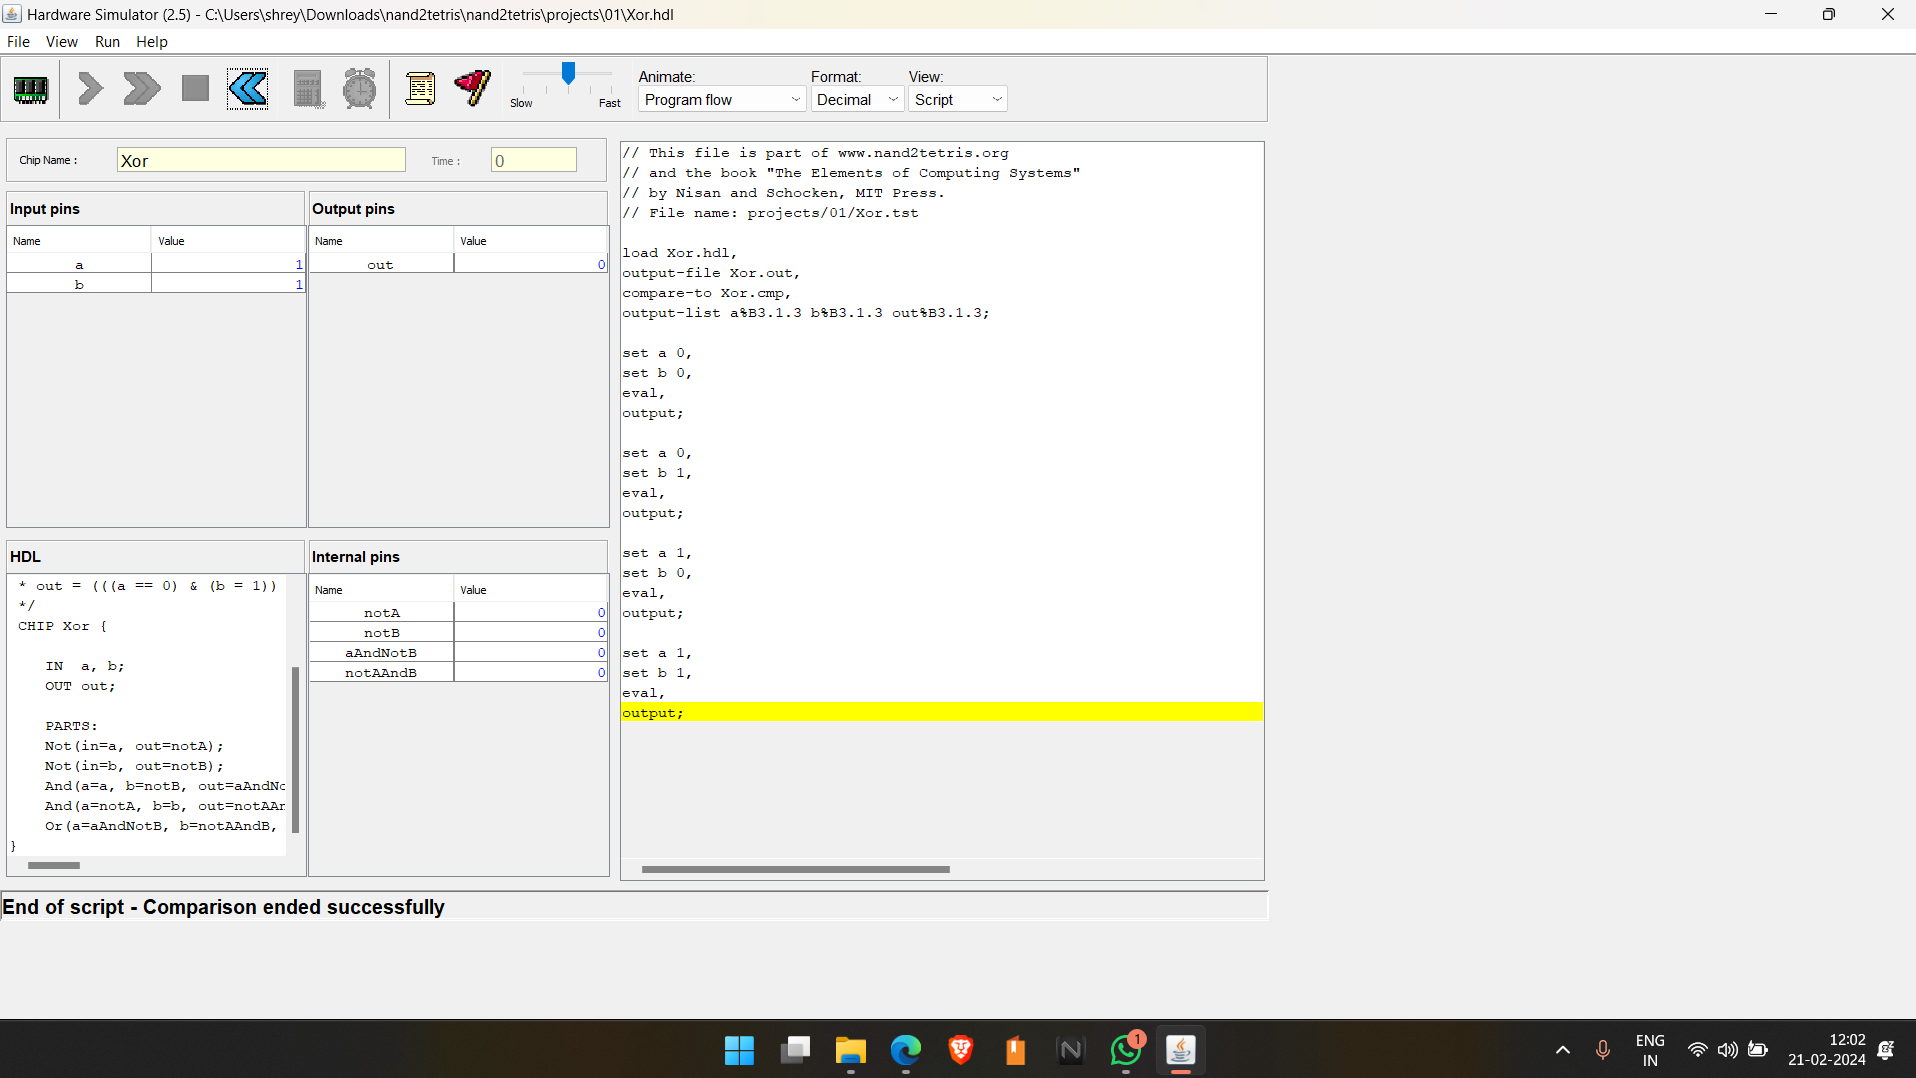 Hardware Simulator (2.5) - C:\Users\shrey\Downloads\nand2tetris\nand2tetris\projects\01\Xor.hdl
File View Run Help
Slow Fast
Animate: Format: View:
Program flow Decimal Script
Chip Name : Xor Time : 0
Input pins
Name Value
a 1
b 1
Output pins
Name Value
out 0
HDL
* out = (((a == 0) & (b = 1))
*/
CHIP Xor {
IN a, b;
OUT out;
PARTS:
Not(in=a, out=notA);
Not(in=b, out=notB);
And(a=a, b=notB, out=aAndNo
And(a=notA, b=b, out=notAAn
Or(a=aAndNotB, b=notAAndB,
}
Internal pins
Name Value
notA 0
notB 0
aAndNotB 0
notAAndB 0
// This file is part of www.nand2tetris.org
// and the book "The Elements of Computing Systems"
// by Nisan and Schocken, MIT Press.
// File name: projects/01/Xor.tst
load Xor.hdl,
output-file Xor.out,
compare-to Xor.cmp,
output-list a%B3.1.3 b%B3.1.3 out%B3.1.3;
set a 0,
set b 0,
eval,
output;
set a 0,
set b 1,
eval,
output;
set a 1,
set b 0,
eval,
output;
set a 1,
set b 1,
eval,
output;
End of script - Comparison ended successfully
1
ENG
IN
12:02
21-02-2024